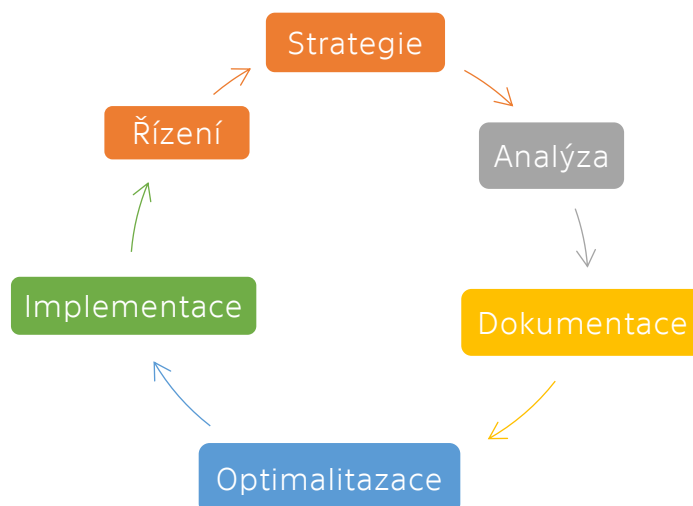 Strategie
Analýza
Dokumentace
Optimalitazace
Implementace
Řízení